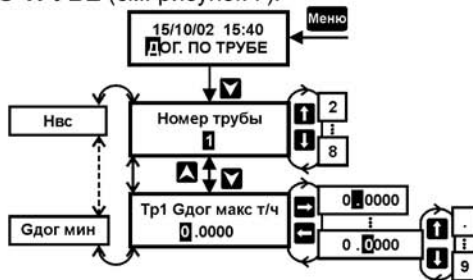 15/10/02 15:40
Меню
ДОГ. ПО ТРУБЕ
Нвс
Номер трубы
1
2
8
Gдог мин
Тр1 Gдог макс т/ч
0.0000
0.0000
0.0000
.
9